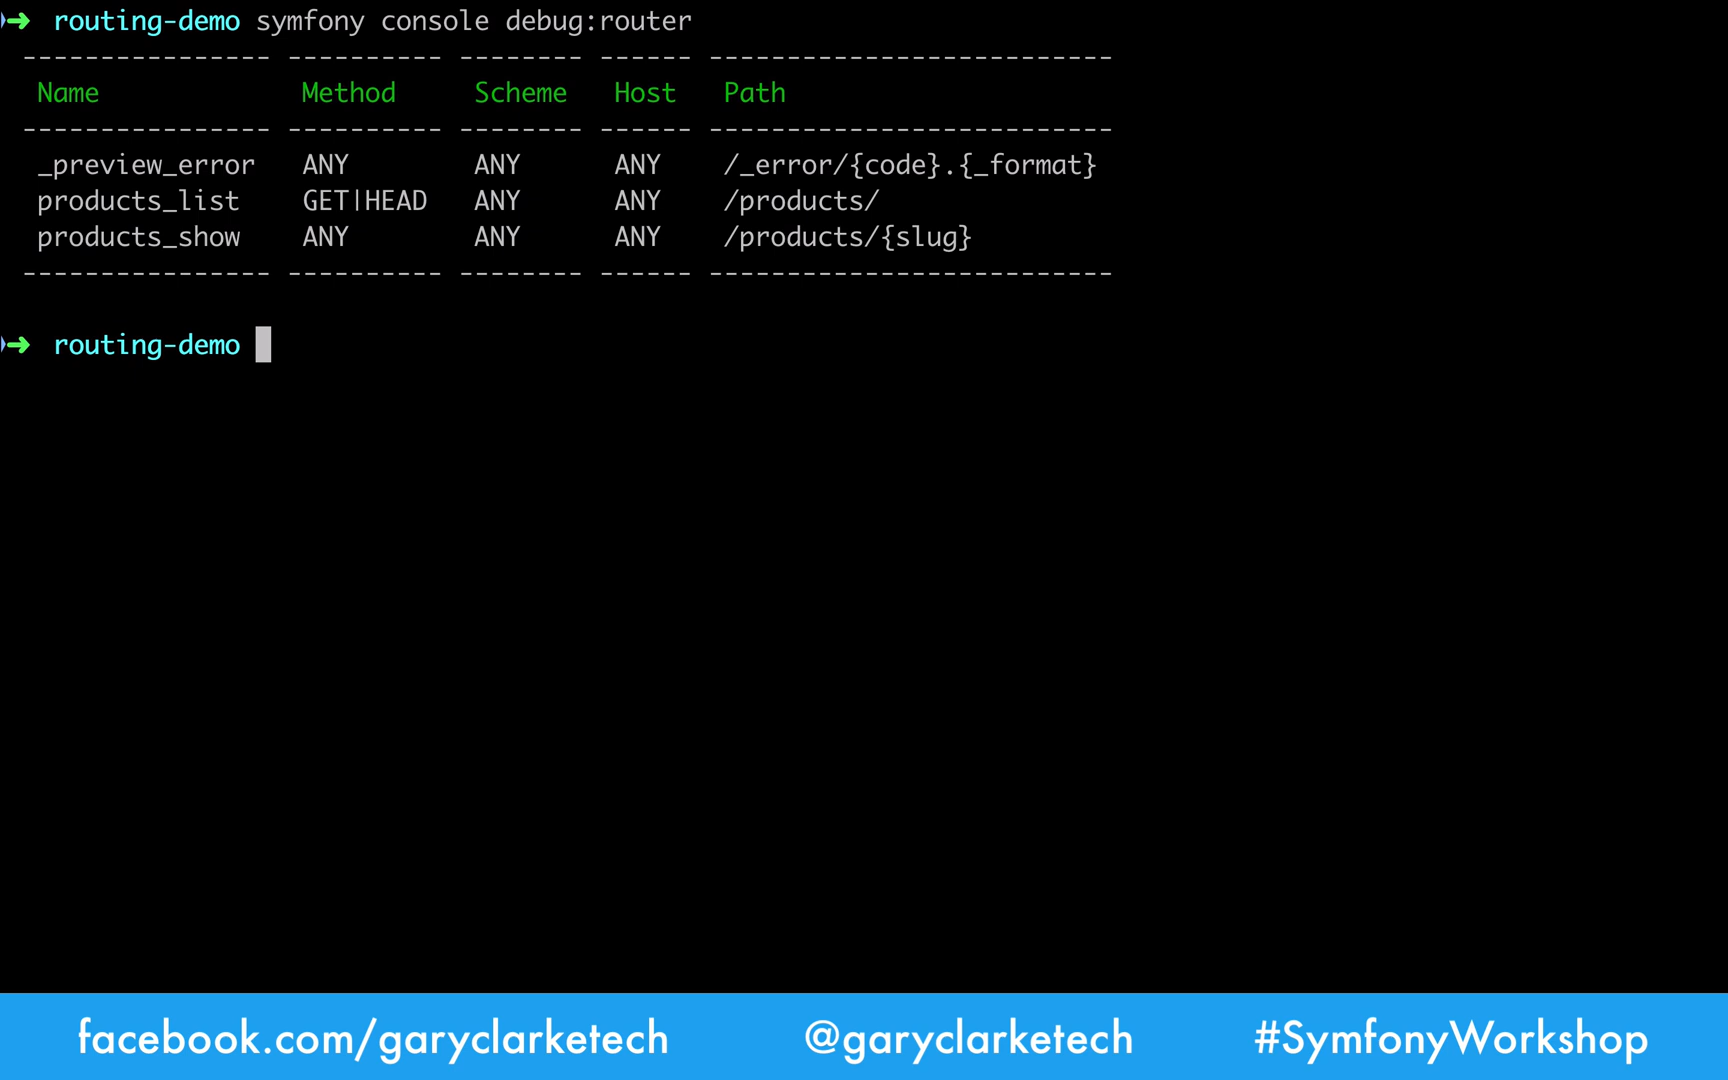 ➜ routing-demo symfony console debug:router
--------------- ---------- -------- ------ --------------------------
Name Method Scheme Host Path
--------------- ---------- -------- ------ --------------------------
_preview_error ANY ANY ANY /_error/{code}.{_format}
products_list GET|HEAD ANY ANY /products/
products_show ANY ANY ANY /products/{slug}
--------------- ---------- -------- ------ --------------------------
➜ routing-demo
facebook.com/garyclarketech @garyclarketech #SymfonyWorkshop